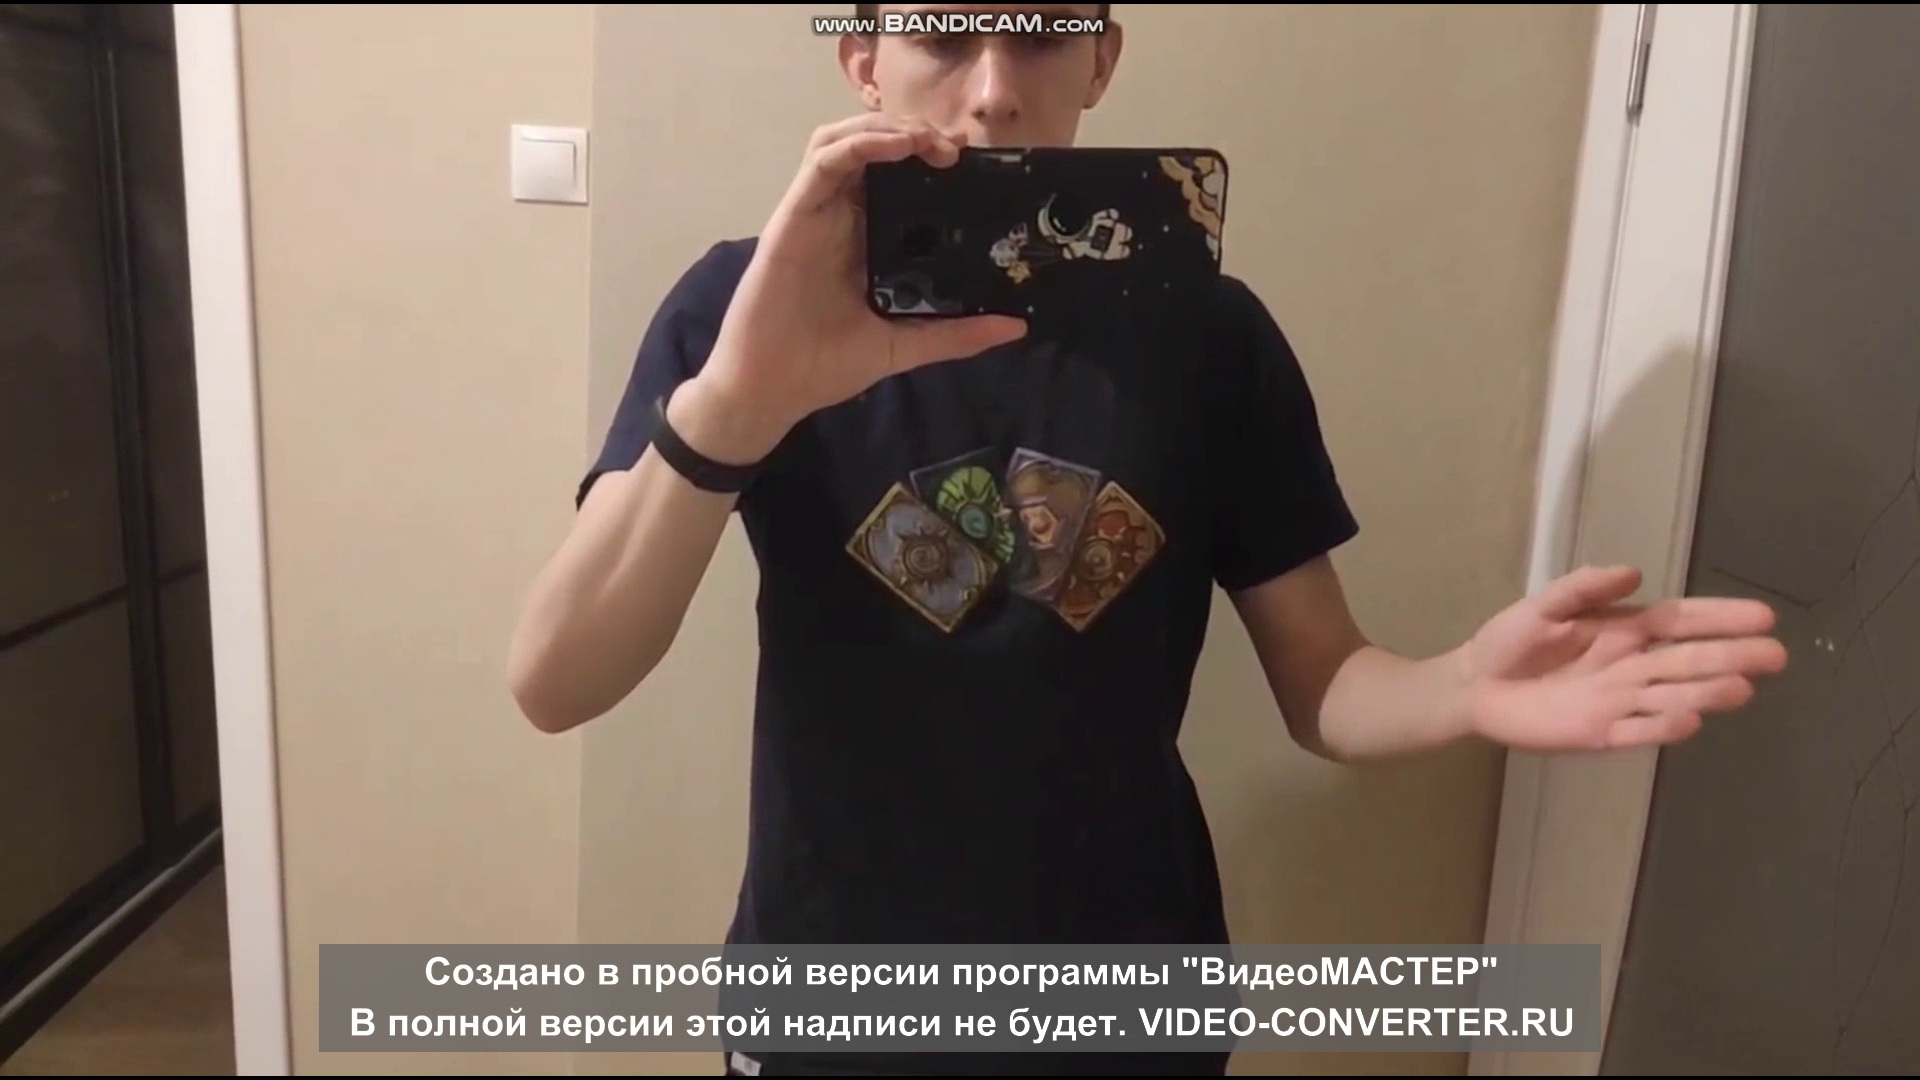 www.BANDICAM.com
Создано в пробной версии программы "ВидеоМАСТЕР"
В полной версии этой надписи не будет. VIDEO-CONVERTER.RU